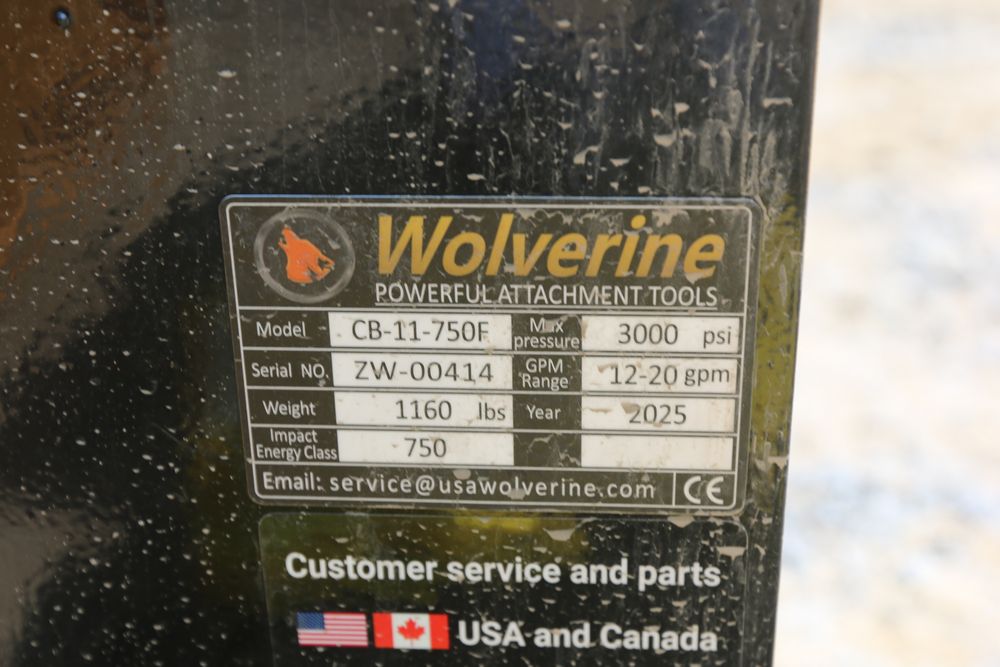 Wolverine
POWERFUL ATTACHMENT TOOLS
Model CB-11-750F Max pressure 3000 psi
Serial NO. ZW-00414 GPM Range 12-20 gpm
Weight 1160 lbs Year 2025
Impact Energy Class 750
Email: service@usawolverine.com CE
Customer service and parts
USA and Canada